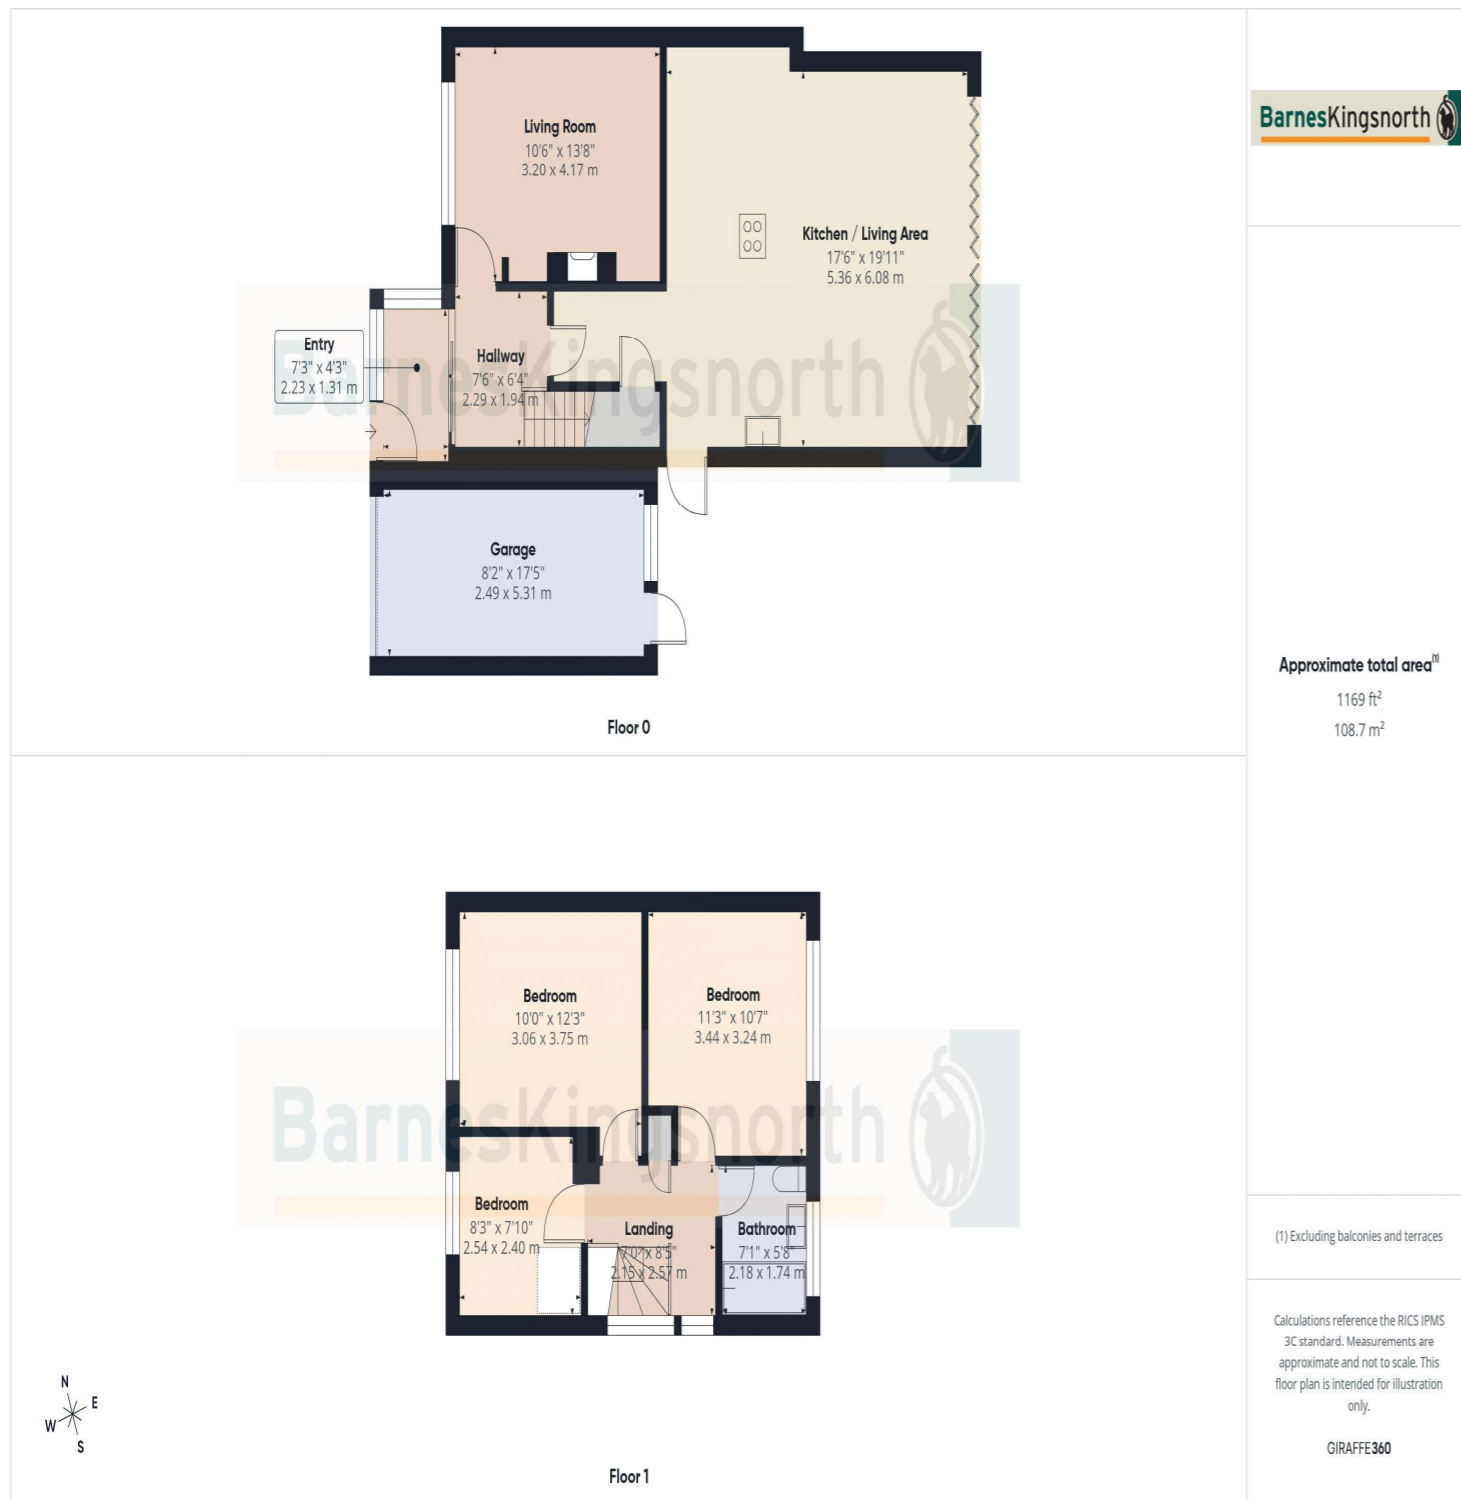 BarnesKingsnorth
Living Room
10'6" x 13'8"
3.20 x 4.17 m
Kitchen / Living Area
17'6" x 19'11"
5.36 x 6.08 m
Entry
7'3" x 4'3"
2.23 x 1.31 m
Hallway
7'6" x 6'4"
2.29 x 1.94 m
BarnesKingsnorth
Garage
8'2" x 17'5"
2.49 x 5.31 m
Floor 0
Approximate total area(1)
1169 ft²
108.7 m²
Bedroom
10'0" x 12'3"
3.06 x 3.75 m
Bedroom
11'3" x 10'7"
3.44 x 3.24 m
BarnesKingsnorth
Bedroom
8'3" x 7'10"
2.54 x 2.40 m
Landing
7'0" x 8'5"
2.15 x 2.57 m
Bathroom
7'1" x 5'8"
2.18 x 1.74 m
N
E
W
S
Floor 1
(1) Excluding balconies and terraces
Calculations reference the RICS IPMS
3C standard. Measurements are
approximate and not to scale. This
floor plan is intended for illustration
only.
GIRAFFE360